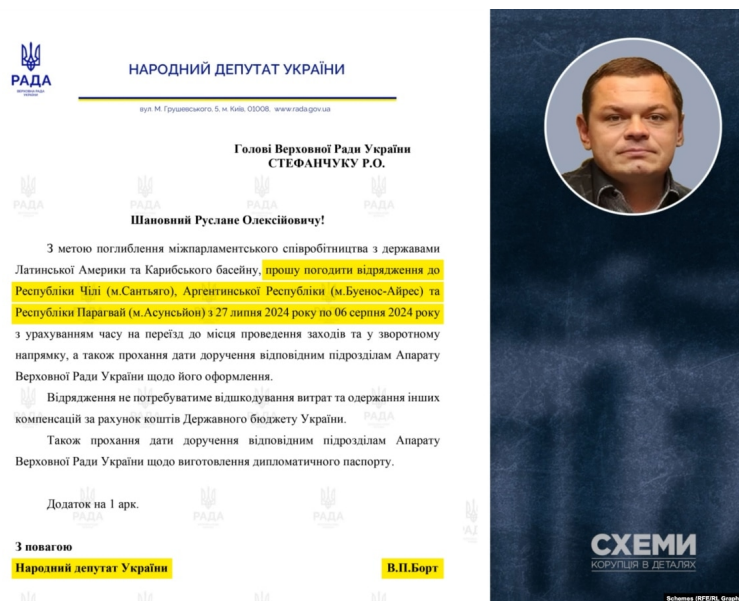 РАДА
ВЕРХОВНА РАДА
УКРАЇНИ
НАРОДНИЙ ДЕПУТАТ УКРАЇНИ
вул. М. Грушевського, 5, м. Київ, 01008, www.rada.gov.ua
Голові Верховної Ради України
СТЕФАНЧУКУ Р.О.
Шановний Руслане Олексійовичу!
З метою поглиблення міжпарламентського співробітництва з державами
Латинської Америки та Карибського басейну, прошу погодити відрядження до
Республіки Чілі (м.Сантьяго), Аргентинської Республіки (м.Буенос-Айрес) та
Республіки Парагвай (м.Асунсьйон) з 27 липня 2024 року по 06 серпня 2024 року
з урахуванням часу на переїзд до місця проведення заходів та у зворотному
напрямку, а також прохання дати доручення відповідним підрозділам Апарату
Верховної Ради України щодо його оформлення.
Відрядження не потребуватиме відшкодування витрат та одержання інших
компенсацій за рахунок коштів Державного бюджету України.
Також прохання дати доручення відповідним підрозділам Апарату
Верховної Ради України щодо виготовлення дипломатичного паспорту.
Додаток на 1 арк.
З повагою
Народний депутат України В.П.Борт
СХЕМИ
КОРУПЦІЯ В ДЕТАЛЯХ
Schemes (RFE/RL Graph